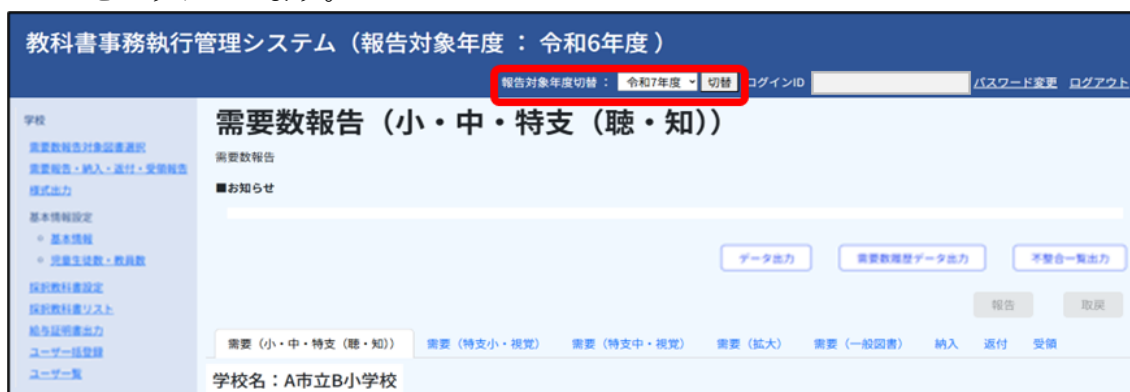 教科書事務執行管理システム（報告対象年度 ： 令和6年度 ）
報告対象年度切替 ： 令和7年度 切替 ログインID パスワード変更 ログアウト
学校
需要数報告（小・中・特支（聴・知））
需要数報告対象図書選択
需要数報告
需要報告・納入・返付・受領報告
■お知らせ
様式出力
基本情報設定
基本情報
児童生徒数・教員数
データ出力 需要数履歴データ出力 不整合一覧出力
採択教科書設定
採択教科書リスト
報告 取戻
給与証明書出力
需要（小・中・特支（聴・知）） 需要（特支小・視覚） 需要（特支中・視覚） 需要（拡大） 需要（一般図書） 納入 返付 受領
ユーザー括登録
ユーザー覧
学校名：A市立B小学校